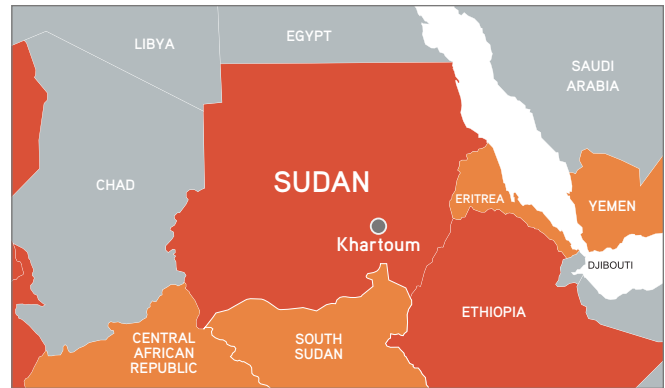 LIBYA
EGYPT
SAUDI
ARABIA
CHAD
SUDAN
ERITREA
YEMEN
Khartoum
DJIBOUTI
ETHIOPIA
CENTRAL
AFRICAN
REPUBLIC
SOUTH
SUDAN